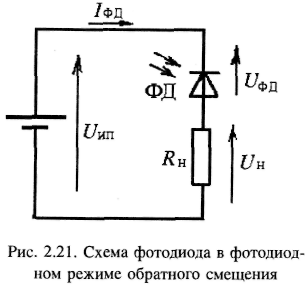 IФД
ФД
UФД
Uип
Rн
Uн
Рис. 2.21. Схема фотодиода в фотодиод-
ном режиме обратного смещения